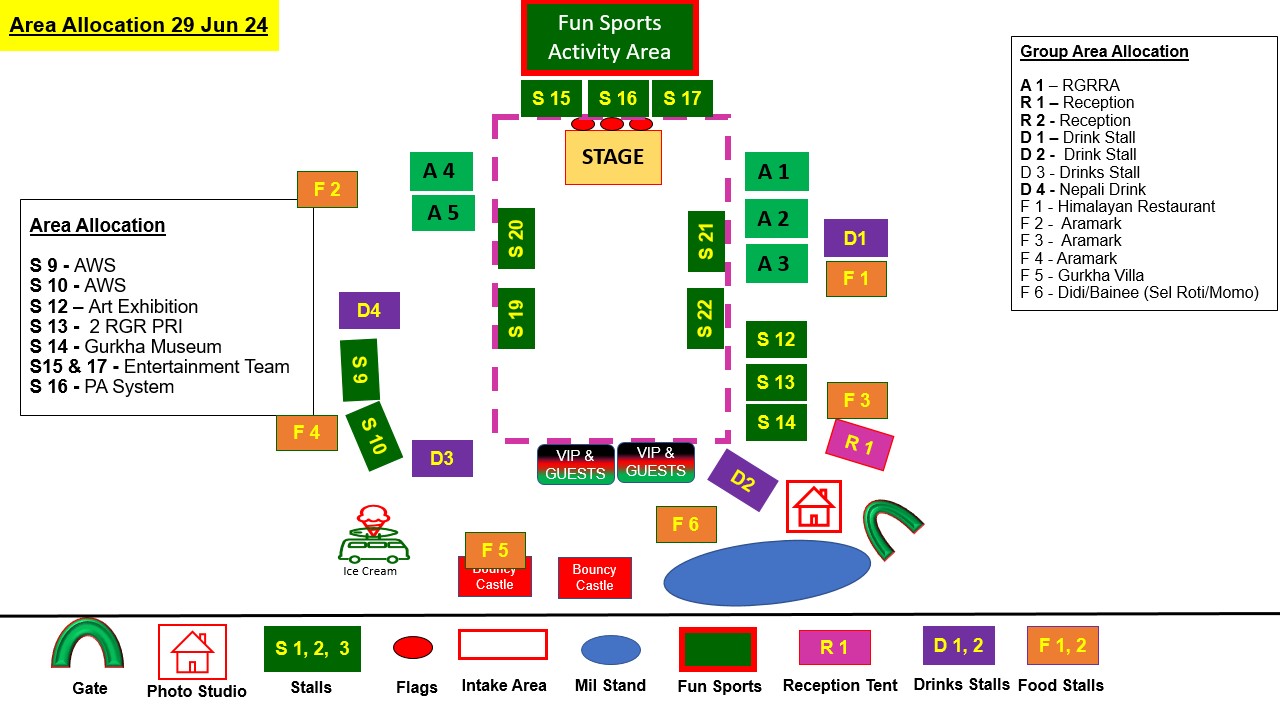 Area Allocation 29 Jun 24
Fun Sports
Activity Area
S 15
S 16
S 17
STAGE
Group Area Allocation
A 1 – RGRRA
R 1 – Reception
R 2 - Reception
D 1 – Drink Stall
D 2 - Drink Stall
D 3 - Drinks Stall
D 4 - Nepali Drink
F 1 - Himalayan Restaurant
F 2 - Aramark
F 3 - Aramark
F 4 - Aramark
F 5 - Gurkha Villa
F 6 - Didi/Bainee (Sel Roti/Momo)
A 4
A 5
A 1
A 2
A 3
F 2
Area Allocation
S 9 - AWS
S 10 - AWS
S 12 – Art Exhibition
S 13 - 2 RGR PRI
S 14 - Gurkha Museum
S15 & 17 - Entertainment Team
S 16 - PA System
S 20
S 21
D1
F 1
D4
S 19
S 22
S 12
S 13
S 14
S 9
S 10
F 4
D3
F 3
R 1
VIP &
GUESTS
VIP &
GUESTS
D2
F 6
Ice Cream
F 5
Bouncy
Castle
Bouncy
Castle
S 1, 2, 3
R 1
D 1, 2
F 1, 2
Gate
Photo Studio
Stalls
Flags
Intake Area
Mil Stand
Fun Sports
Reception Tent
Drinks Stalls
Food Stalls